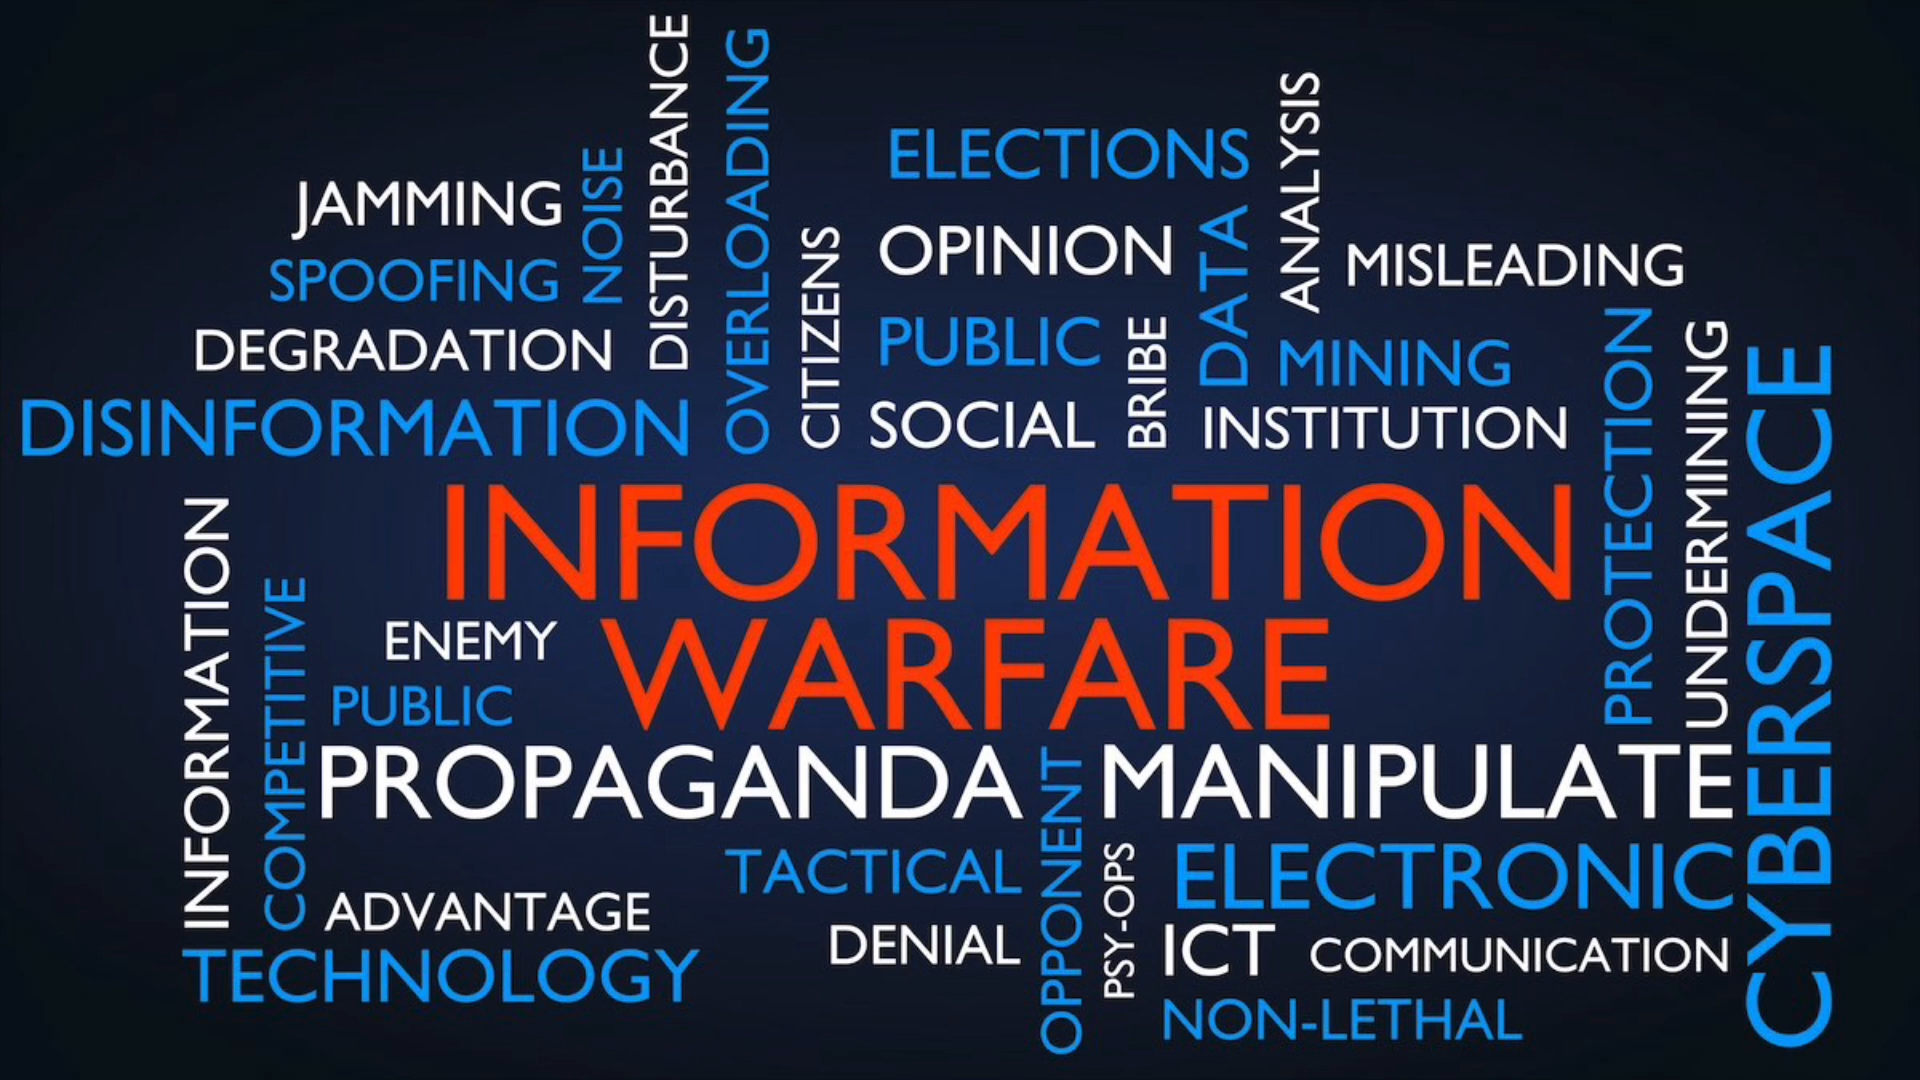 DISTURBANCE
OVERLOADING
ELECTIONS
ANALYSIS
JAMMING
NOISE
OPINION
DATA
CITIZENS
MISLEADING
SPOOFING
PUBLIC
BRIBE
DEGRADATION
MINING
DISINFORMATION
SOCIAL
INSTITUTION
PROTECTION
UNDERMINING
CYBERSPACE
INFORMATION
WARFARE
INFORMATION
COMPETITIVE
ENEMY
PUBLIC
PROPAGANDA
MANIPULATE
OPPONENT
TACTICAL
PSY-OPS
ELECTRONIC
ADVANTAGE
DENIAL
ICT
COMMUNICATION
TECHNOLOGY
NON-LETHAL